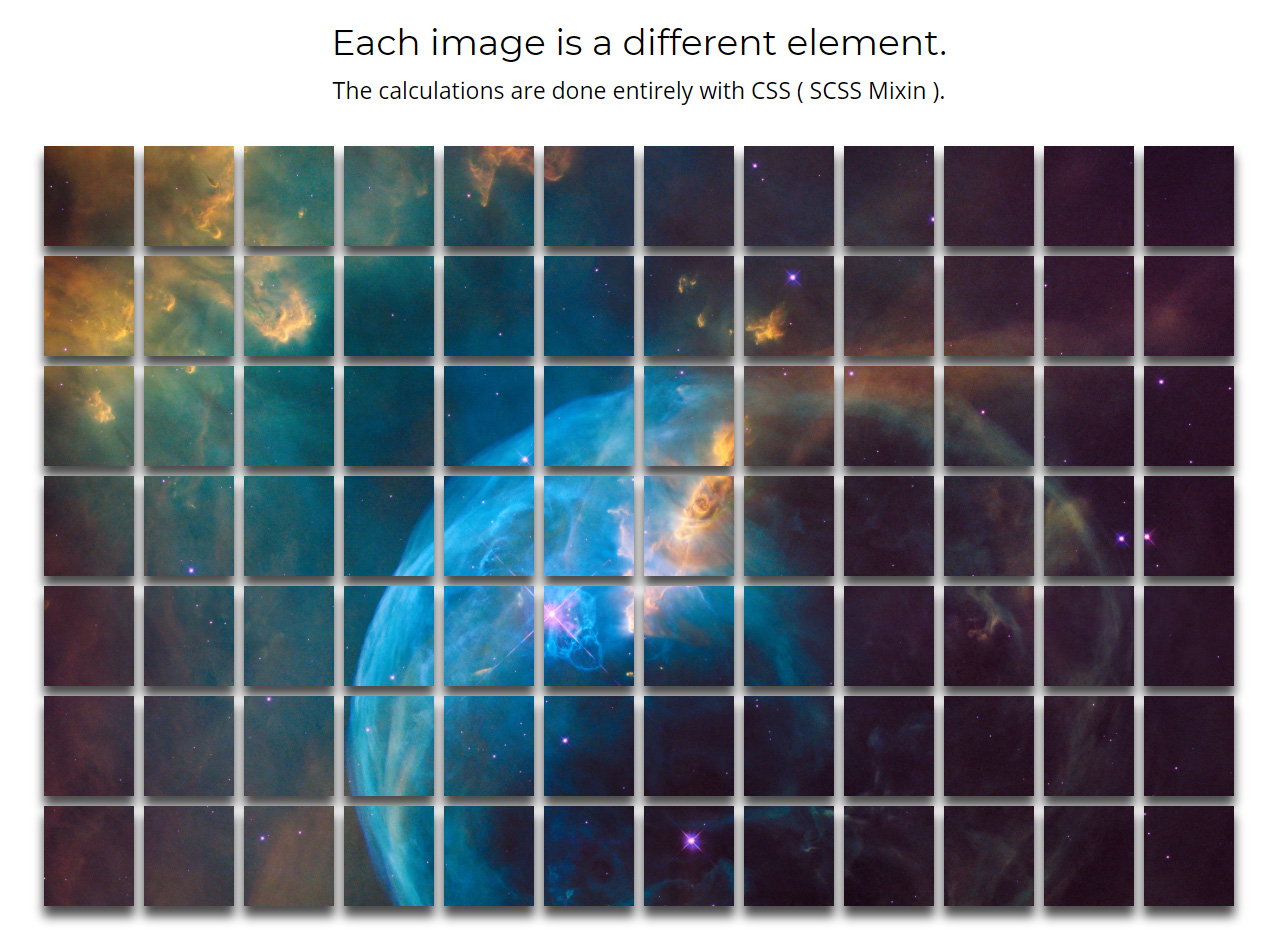 Each image is a different element.
The calculations are done entirely with CSS ( SCSS Mixin ).